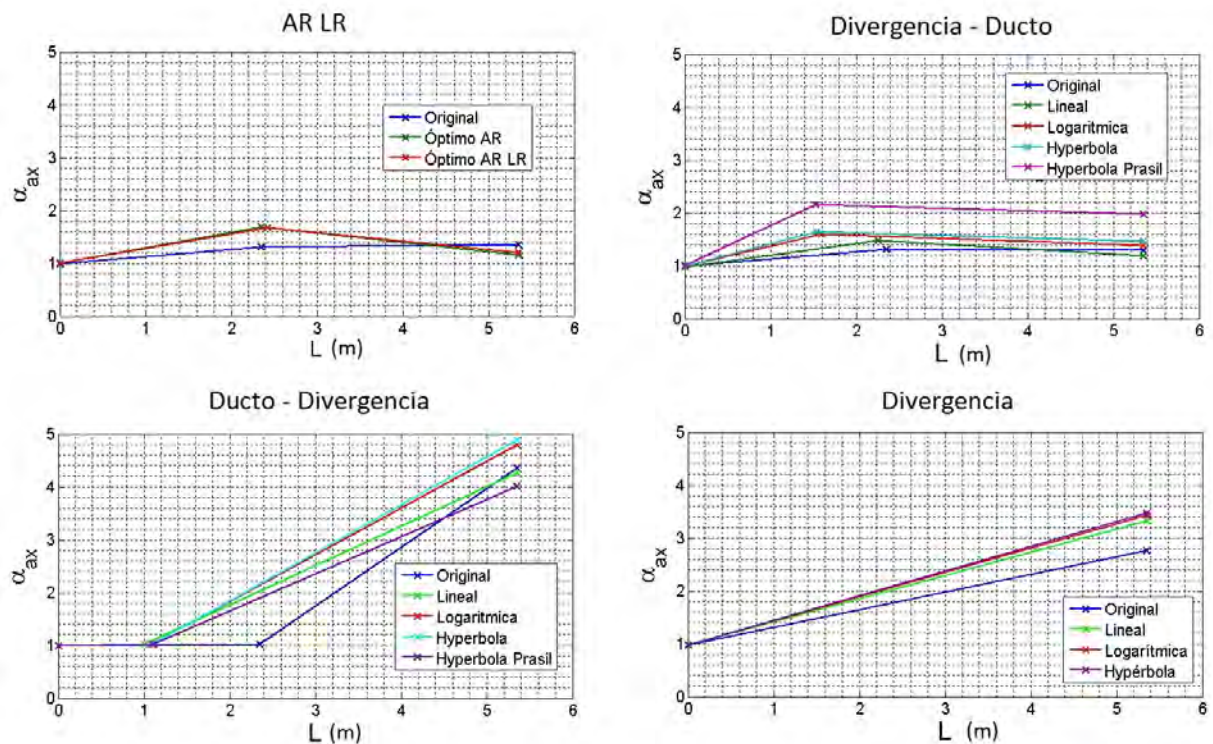 AR LR
5
4
3
2
1
0
α_ax
0 1 2 3 4 5 6
L (m)
Original
Óptimo AR
Óptimo AR LR
Divergencia - Ducto
5
4
3
2
1
0
α_ax
0 1 2 3 4 5 6
L (m)
Original
Lineal
Logaritmica
Hyperbola
Hyperbola Prasil
Ducto - Divergencia
5
4
3
2
1
0
α_ax
0 1 2 3 4 5 6
L (m)
Original
Lineal
Logaritmica
Hyperbola
Hyperbola Prasil
Divergencia
5
4
3
2
1
0
α_ax
0 1 2 3 4 5 6
L (m)
Original
Lineal
Logarítmica
Hypérbola